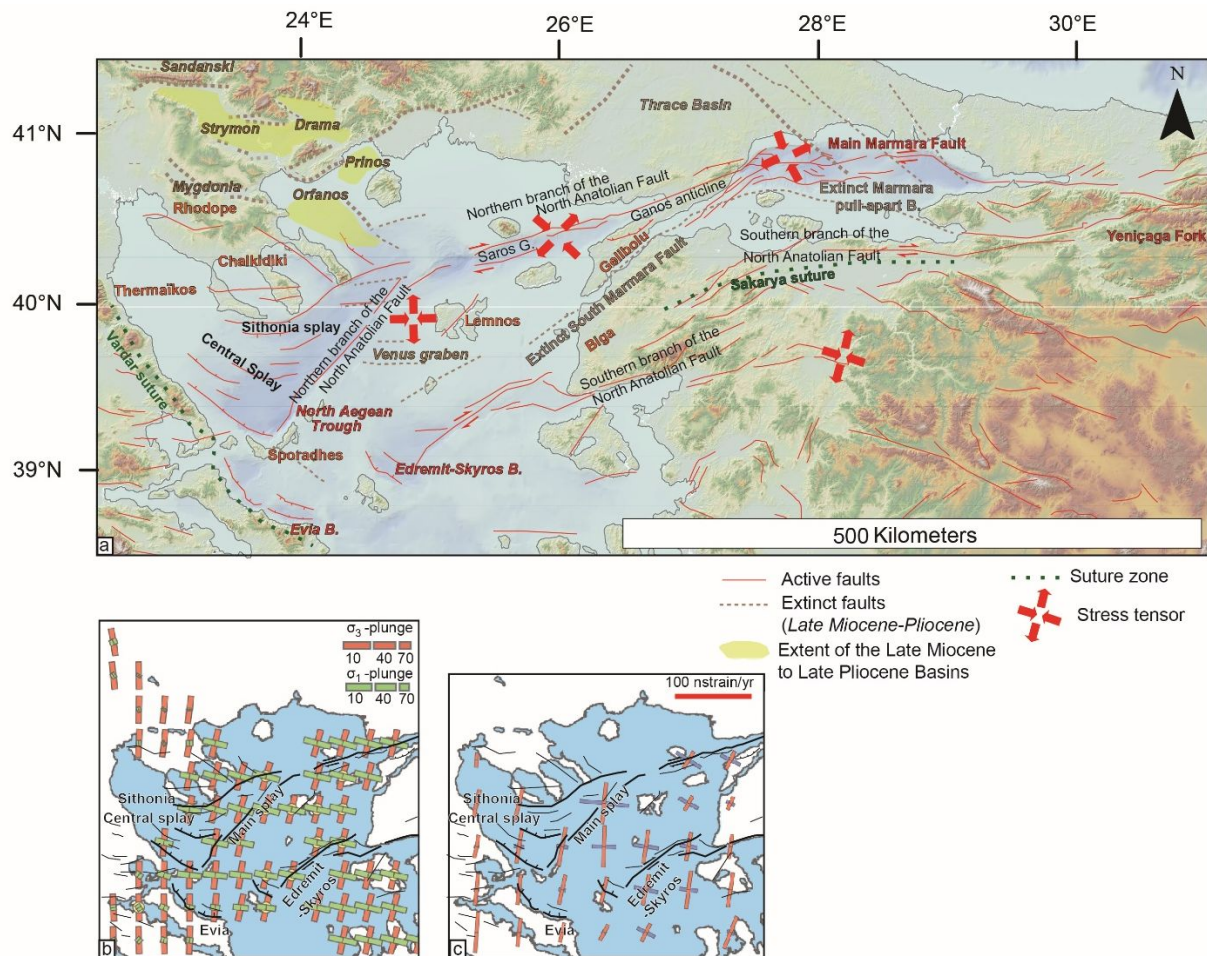 24°E
26°E
28°E
30°E
41°N
40°N
39°N
N
Sandanski
Strymon
Drama
Prinos
Mygdonia
Orfanos
Rhodope
Chalkidiki
Thermaïkos
Thrace Basin
Main Marmara Fault
Northern branch of the
North Anatolian Fault
Ganos anticline
Extinct Marmara
pull-apart B.
Saros G.
Gelibolu
Southern branch of the
North Anatolian Fault
Yeniçaga Fork
Sakarya suture
Extinct South Marmara Fault
Sithonia splay
Lemnos
Biga
Central Splay
Northern branch of the
North Anatolian Fault
Venus graben
Southern branch of the
North Anatolian Fault
Vardar suture
North Aegean
Trough
Sporadhes
Edremit-Skyros B.
Evia B.
a
500 Kilometers
Active faults
Extinct faults
(Late Miocene-Pliocene)
Extent of the Late Miocene
to Late Pliocene Basins
Suture zone
Stress tensor
σ3 -plunge
10 40 70
σ1 -plunge
10 40 70
Sithonia
Central splay
Main splay
Edremit
-Skyros
Evia
b
100 nstrain/yr
Sithonia
Central splay
Main splay
Edremit
-Skyros
Evia
c